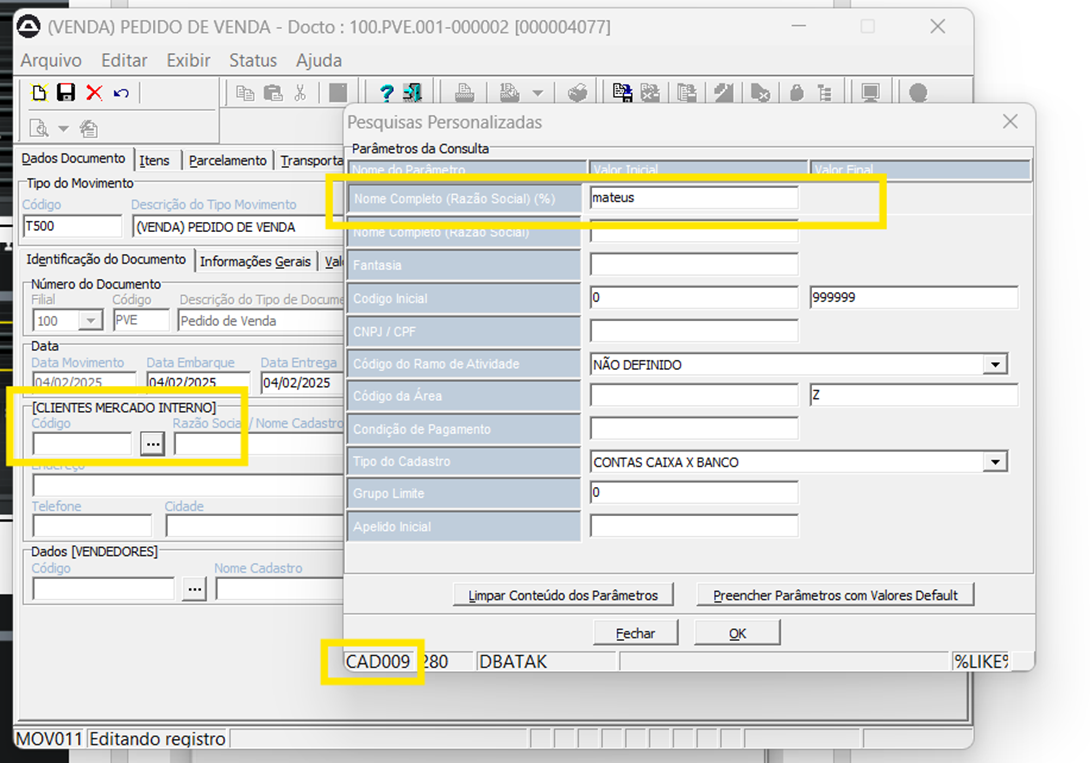 (VENDA) PEDIDO DE VENDA - Docto : 100.PVE.001-000002 [000004077]
Arquivo Editar Exibir Status Ajuda
Dados Documento Itens Parcelamento Transporta
Tipo do Movimento
Código Descrição do Tipo Movimento
T500 (VENDA) PEDIDO DE VENDA
Identificação do Documento Informações Gerais Val
Número do Documento
Filial Código Descrição do Tipo de Docume
100 PVE Pedido de Venda
Data
Data Movimento Data Embarque Data Entrega
04/02/2025 04/02/2025 04/02/2025
[CLIENTES MERCADO INTERNO]
Código Razão Social / Nome Cadastro
...
Endereço
Telefone Cidade
Dados [VENDEDORES]
Código Nome Cadastro
...
MOV011 Editando registro
Pesquisas Personalizadas
Parâmetros da Consulta
Nome do Parâmetro Valor Inicial Valor Final
Nome Completo (Razão Social) (%) mateus
Nome Completo (Razão Social)
Fantasia
Codigo Inicial 0 999999
CNPJ / CPF
Código do Ramo de Atividade NÃO DEFINIDO
Código da Área Z
Condição de Pagamento
Tipo do Cadastro CONTAS CAIXA X BANCO
Grupo Limite 0
Apelido Inicial
Limpar Conteúdo dos Parâmetros Preencher Parâmetros com Valores Default
Fechar OK
CAD009 280 DBATAK %LIKE%